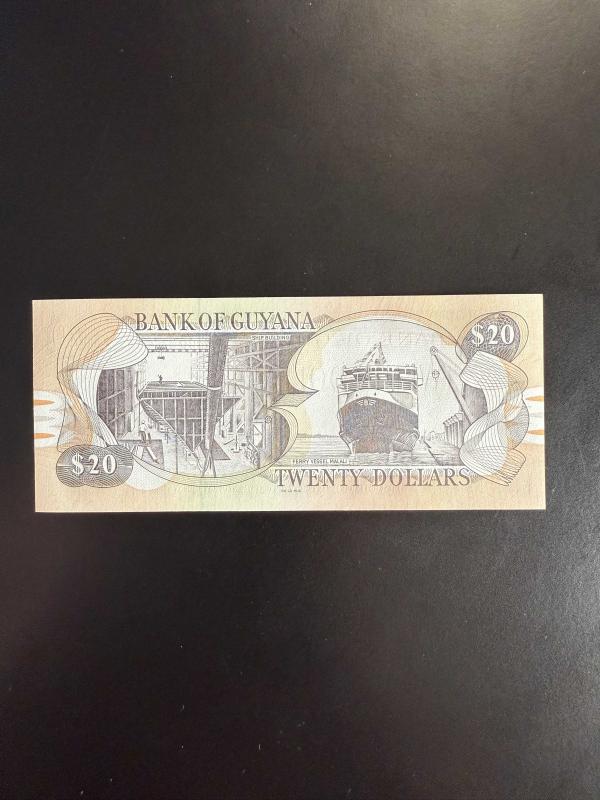 BANK OF GUYANA
SHIP BUILDING
$20
$20
FERRY VESSEL MALALI
TWENTY DOLLARS